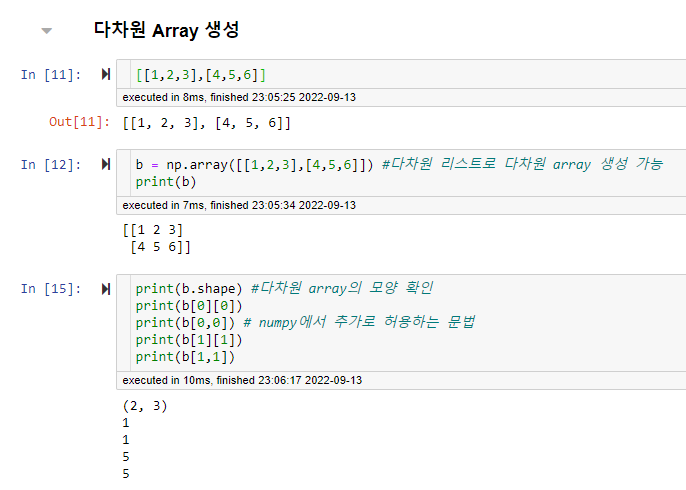 다차원 Array 생성
In [11]: [[1,2,3],[4,5,6]]
executed in 8ms, finished 23:05:25 2022-09-13
Out[11]: [[1, 2, 3], [4, 5, 6]]
In [12]: b = np.array([[1,2,3],[4,5,6]]) #다차원 리스트로 다차원 array 생성 가능
print(b)
executed in 7ms, finished 23:05:34 2022-09-13
[[1 2 3]
[4 5 6]]
In [15]: print(b.shape) #다차원 array의 모양 확인
print(b[0][0])
print(b[0,0]) # numpy에서 추가로 허용하는 문법
print(b[1][1])
print(b[1,1])
executed in 10ms, finished 23:06:17 2022-09-13
(2, 3)
1
1
5
5